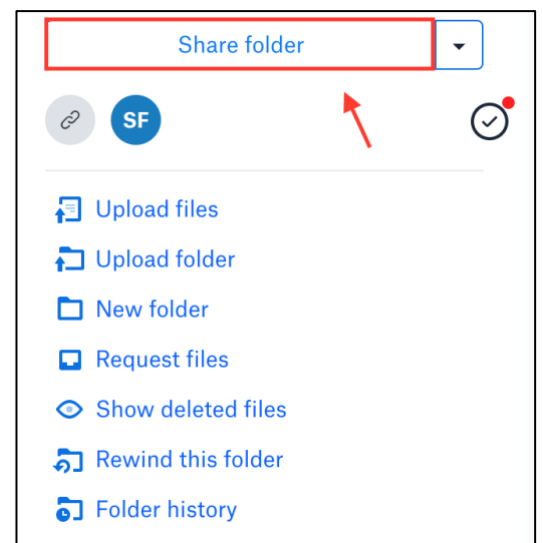 Share folder
SF
Upload files
Upload folder
New folder
Request files
Show deleted files
Rewind this folder
Folder history